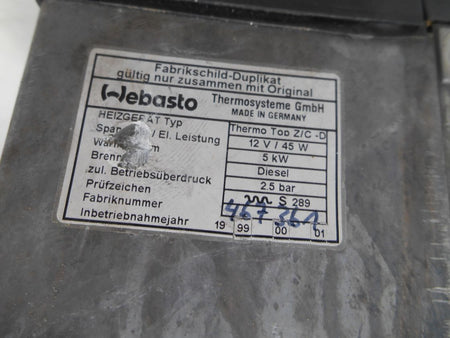 Fabrikschild-Duplikat
gültig nur zusammen mit Original
Webasto Thermosysteme GmbH
MADE IN GERMANY
HEIZGERÄT Typ Thermo Top Z/C -D
/ El. Leistung 12 V / 45 W
5 kW
Diesel
zul. Betriebsüberdruck 2.5 bar
Prüfzeichen S 289
Fabriknummer 467361
Inbetriebnahmejahr 19 99 00 01